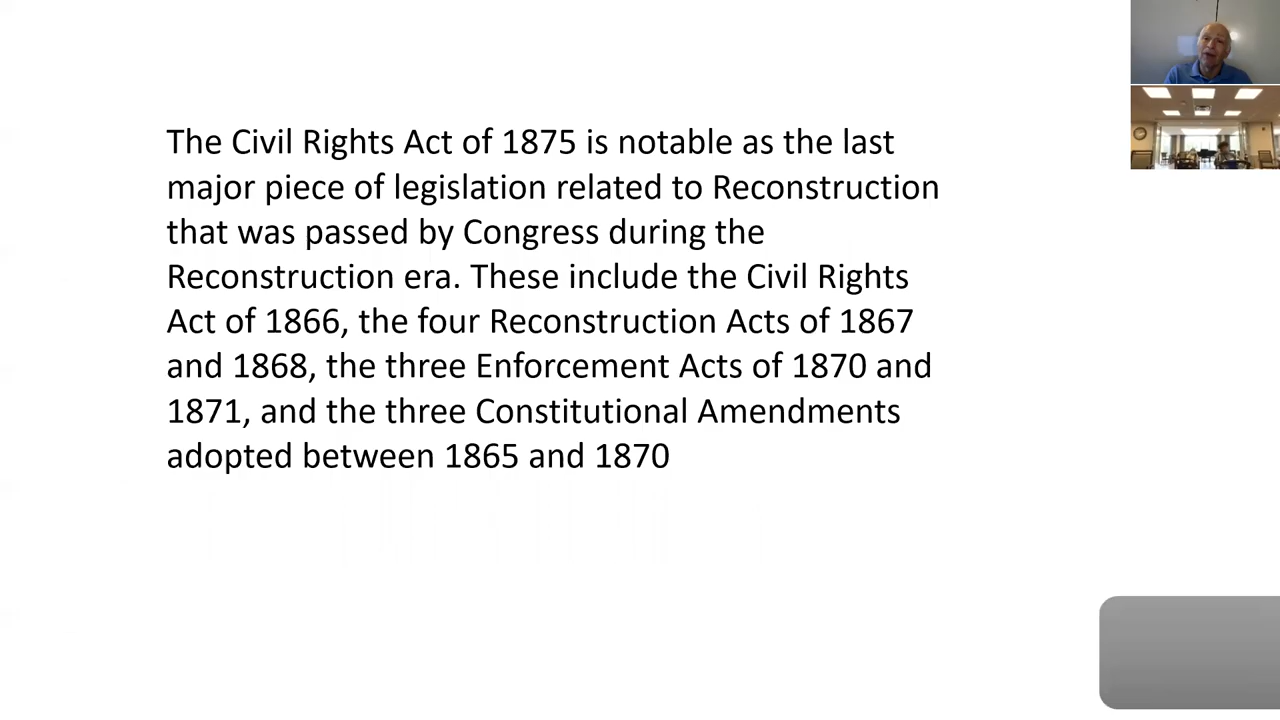 The Civil Rights Act of 1875 is notable as the last
major piece of legislation related to Reconstruction
that was passed by Congress during the
Reconstruction era. These include the Civil Rights
Act of 1866, the four Reconstruction Acts of 1867
and 1868, the three Enforcement Acts of 1870 and
1871, and the three Constitutional Amendments
adopted between 1865 and 1870